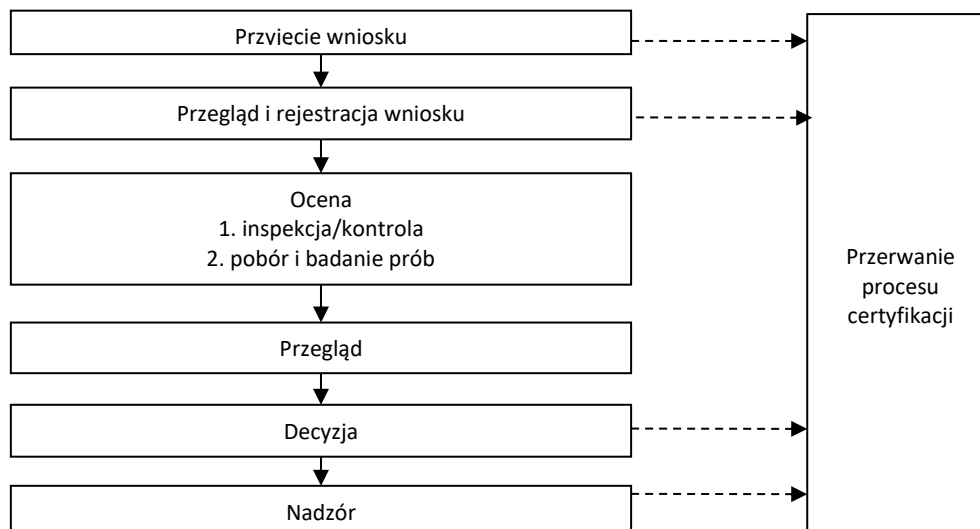 Przyjęcie wniosku
Przegląd i rejestracja wniosku
Ocena
1. inspekcja/kontrola
2. pobór i badanie prób
Przegląd
Decyzja
Nadzór
Przerwanie
procesu
certyfikacji